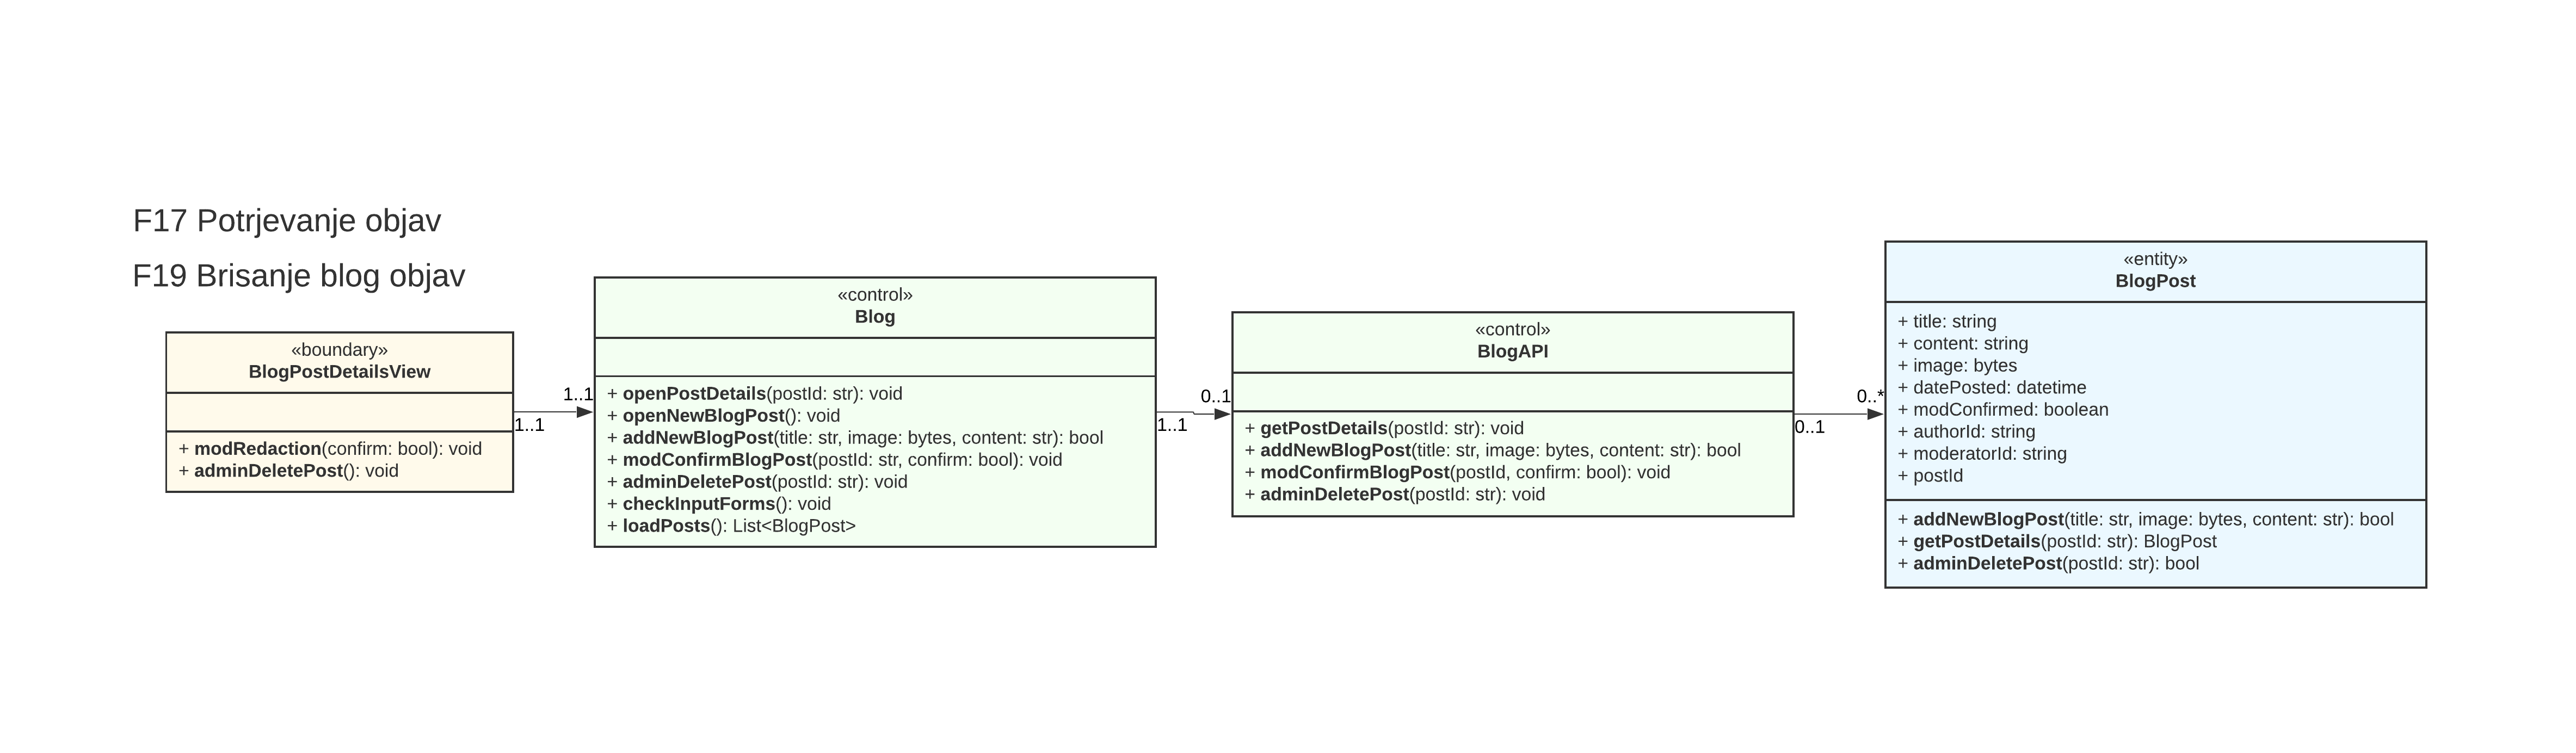 F17 Potrjevanje objav
F19 Brisanje blog objav
«boundary»
BlogPostDetailsView
+ modRedaction(confirm: bool): void
+ adminDeletePost(): void
1..1
1..1
«control»
Blog
+ openPostDetails(postId: str): void
+ openNewBlogPost(): void
+ addNewBlogPost(title: str, image: bytes, content: str): bool
+ modConfirmBlogPost(postId: str, confirm: bool): void
+ adminDeletePost(postId: str): void
+ checkInputForms(): void
+ loadPosts(): List<BlogPost>
0..1
1..1
«control»
BlogAPI
+ getPostDetails(postId: str): void
+ addNewBlogPost(title: str, image: bytes, content: str): bool
+ modConfirmBlogPost(postId, confirm: bool): void
+ adminDeletePost(postId: str): void
0..*
0..1
«entity»
BlogPost
+ title: string
+ content: string
+ image: bytes
+ datePosted: datetime
+ modConfirmed: boolean
+ authorId: string
+ moderatorId: string
+ postId
+ addNewBlogPost(title: str, image: bytes, content: str): bool
+ getPostDetails(postId: str): BlogPost
+ adminDeletePost(postId: str): bool